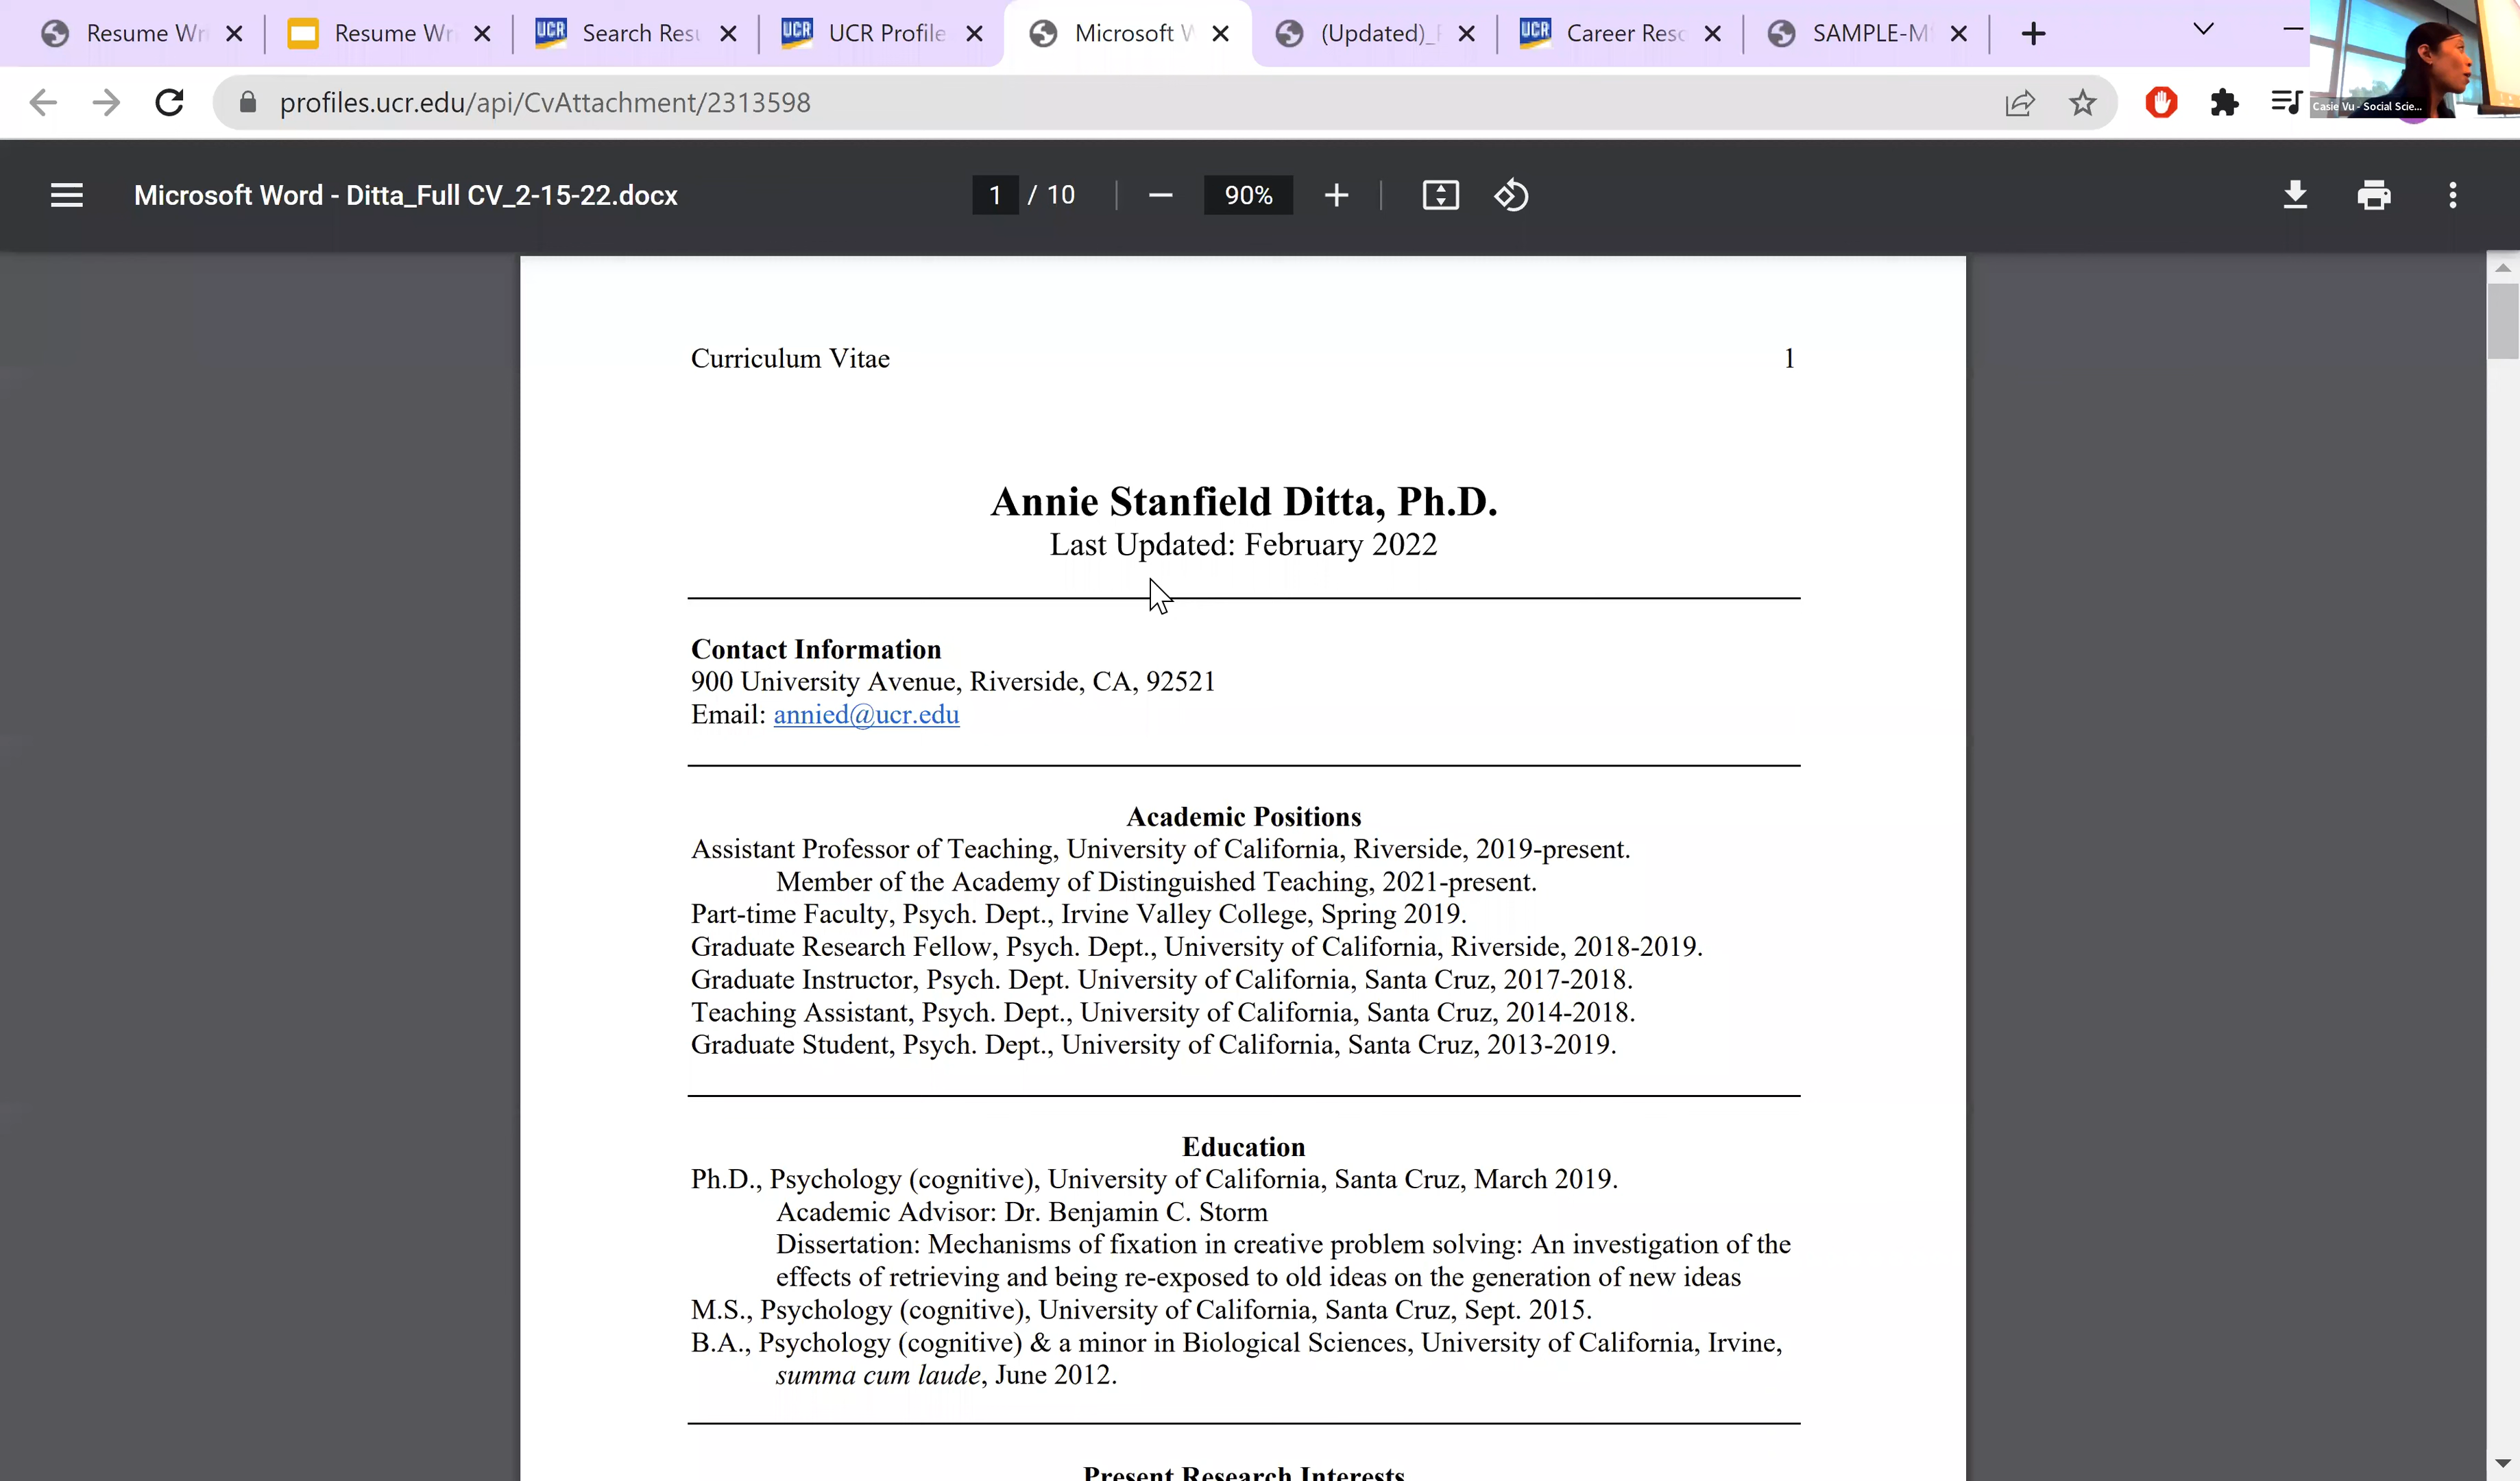 Resume Wr
Resume Wr
Search Resu
UCR Profile
Microsoft W
(Updated)_
Career Reso
SAMPLE-M
profiles.ucr.edu/api/CvAttachment/2313598
Casie Vu - Social Scie...
Microsoft Word - Ditta_Full CV_2-15-22.docx
1 / 10
90%
Curriculum Vitae 1
Annie Stanfield Ditta, Ph.D.
Last Updated: February 2022
Contact Information
900 University Avenue, Riverside, CA, 92521
Email: annied@ucr.edu
Academic Positions
Assistant Professor of Teaching, University of California, Riverside, 2019-present.
Member of the Academy of Distinguished Teaching, 2021-present.
Part-time Faculty, Psych. Dept., Irvine Valley College, Spring 2019.
Graduate Research Fellow, Psych. Dept., University of California, Riverside, 2018-2019.
Graduate Instructor, Psych. Dept. University of California, Santa Cruz, 2017-2018.
Teaching Assistant, Psych. Dept., University of California, Santa Cruz, 2014-2018.
Graduate Student, Psych. Dept., University of California, Santa Cruz, 2013-2019.
Education
Ph.D., Psychology (cognitive), University of California, Santa Cruz, March 2019.
Academic Advisor: Dr. Benjamin C. Storm
Dissertation: Mechanisms of fixation in creative problem solving: An investigation of the
effects of retrieving and being re-exposed to old ideas on the generation of new ideas
M.S., Psychology (cognitive), University of California, Santa Cruz, Sept. 2015.
B.A., Psychology (cognitive) & a minor in Biological Sciences, University of California, Irvine,
summa cum laude, June 2012.
Present Research Interests